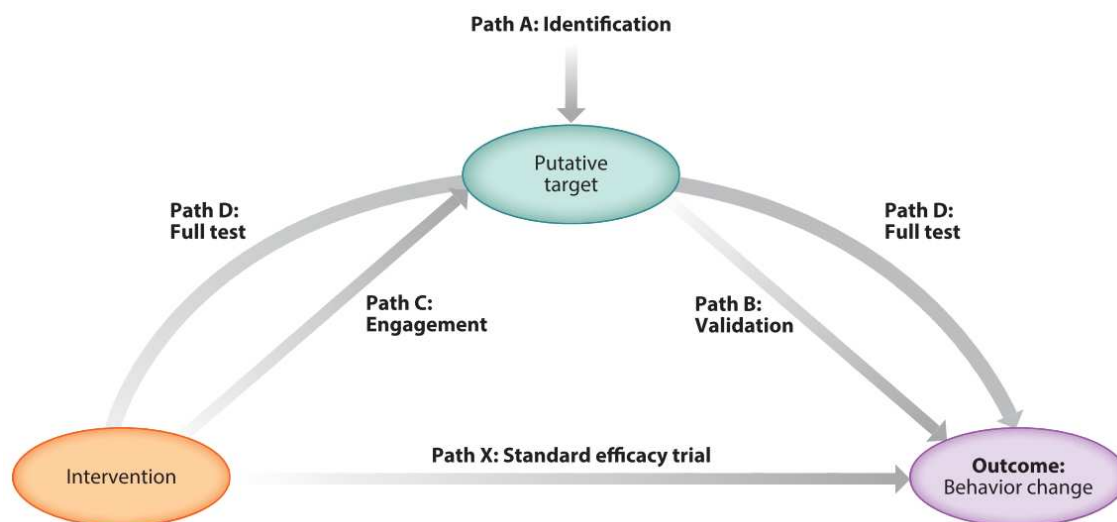 Path A: Identification
Putative
target
Path D:
Full test
Path D:
Full test
Path C:
Engagement
Path B:
Validation
Path X: Standard efficacy trial
Intervention
Outcome:
Behavior change